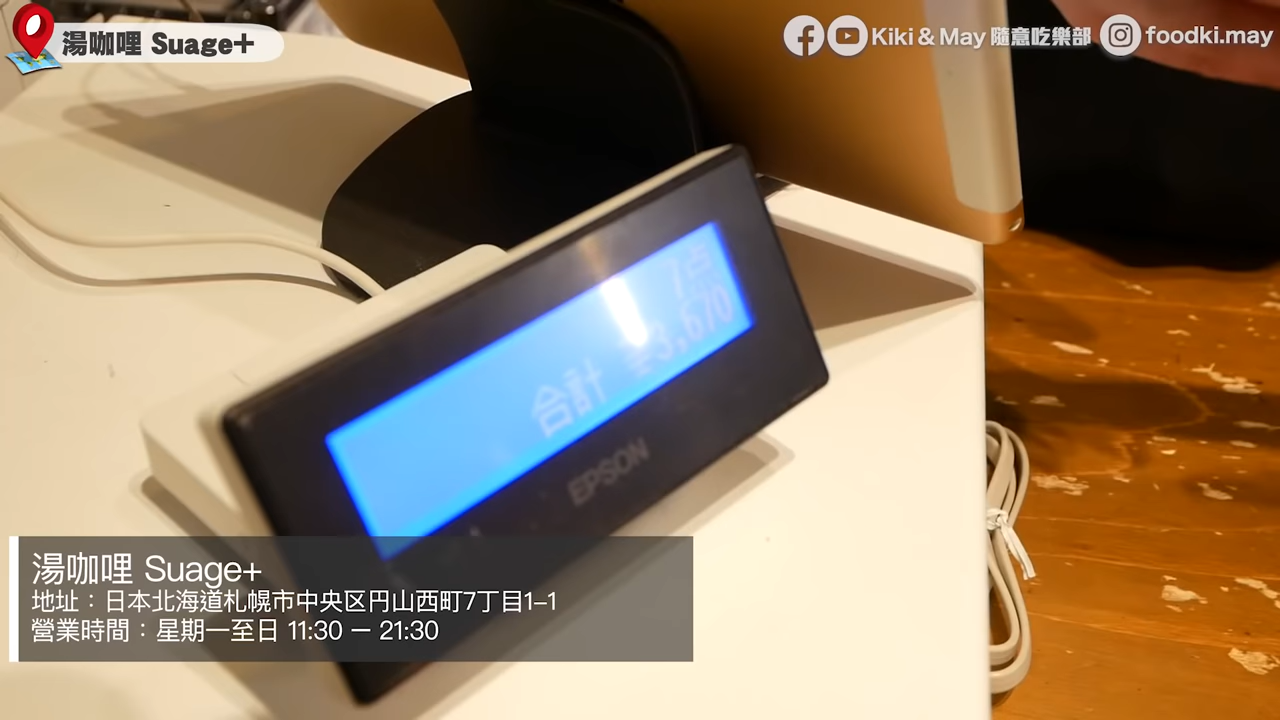 湯咖哩 Suage+
Kiki & May 隨意吃樂部 foodki.may
7点
合計 ¥3,670
EPSON
湯咖哩 Suage+
地址：日本北海道札幌市中央区円山西町7丁目1-1
營業時間：星期一至日 11:30 - 21:30